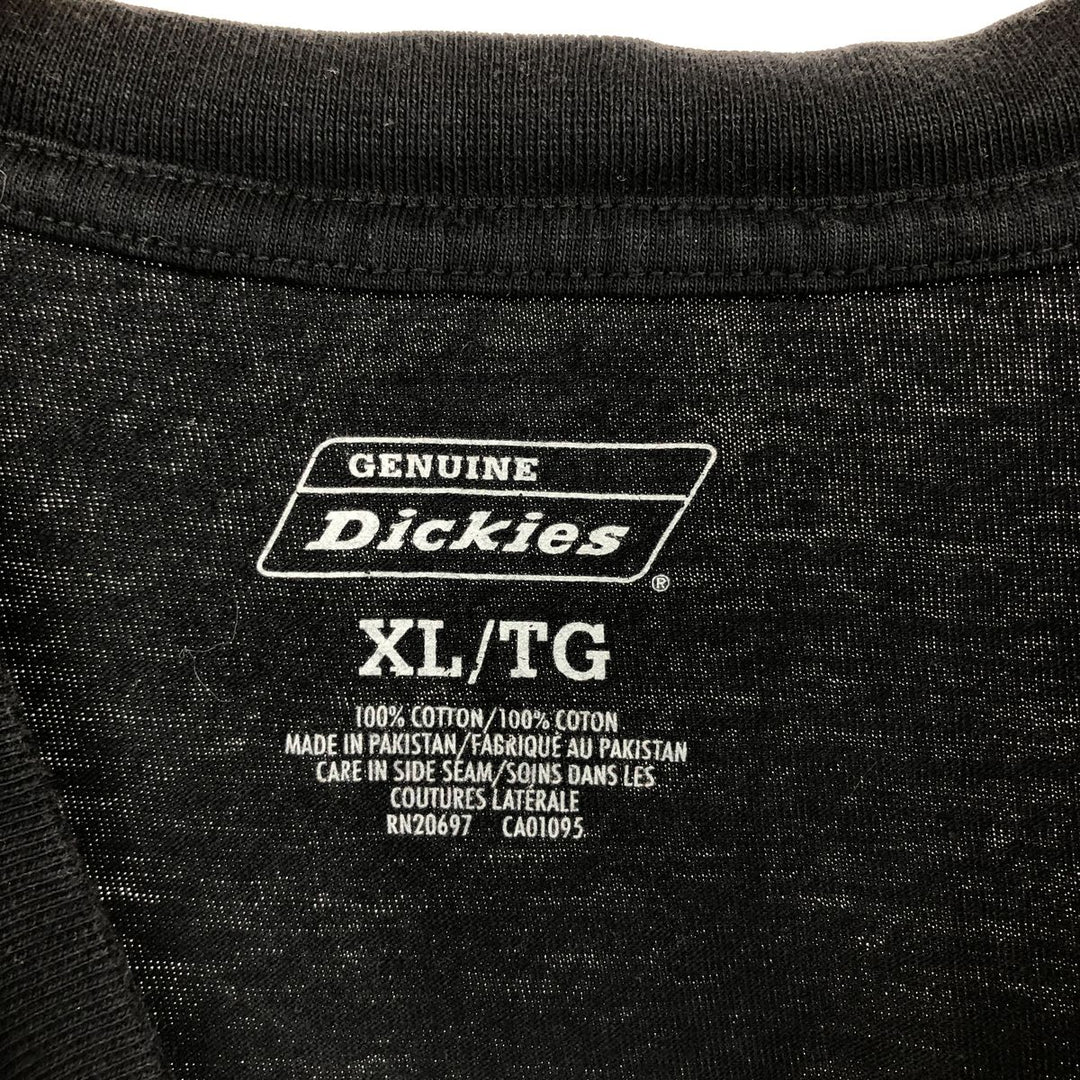 GENUINE
Dickies
®
XL/TG
100% COTTON/100% COTON
MADE IN PAKISTAN/FABRIQUÉ AU PAKISTAN
CARE IN SIDE SEAM/SOINS DANS LES
COUTURES LATÉRALE
RN20697 CA01095